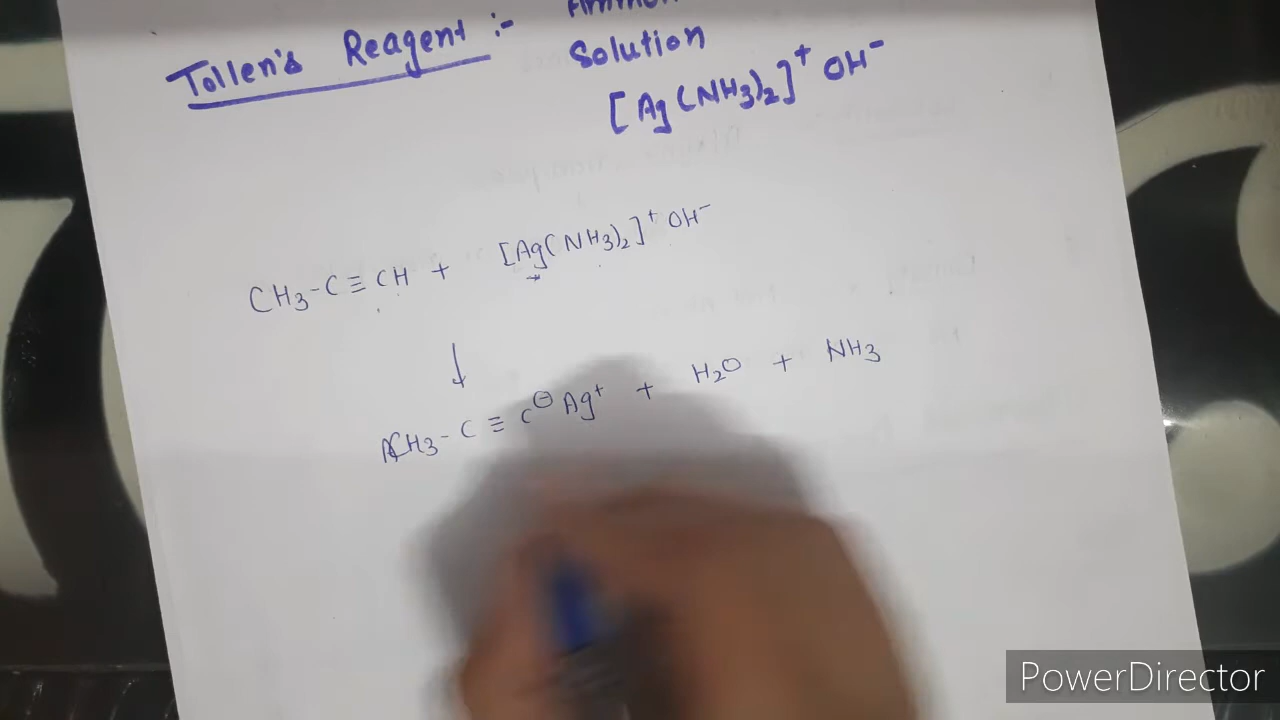 Tollen's Reagent :-
Solution
[Ag(NH3)2]+ OH-
CH3-C≡CH + [Ag(NH3)2]+ OH-
↓
CH3-C≡C⊖Ag+ + H2O + NH3
PowerDirector